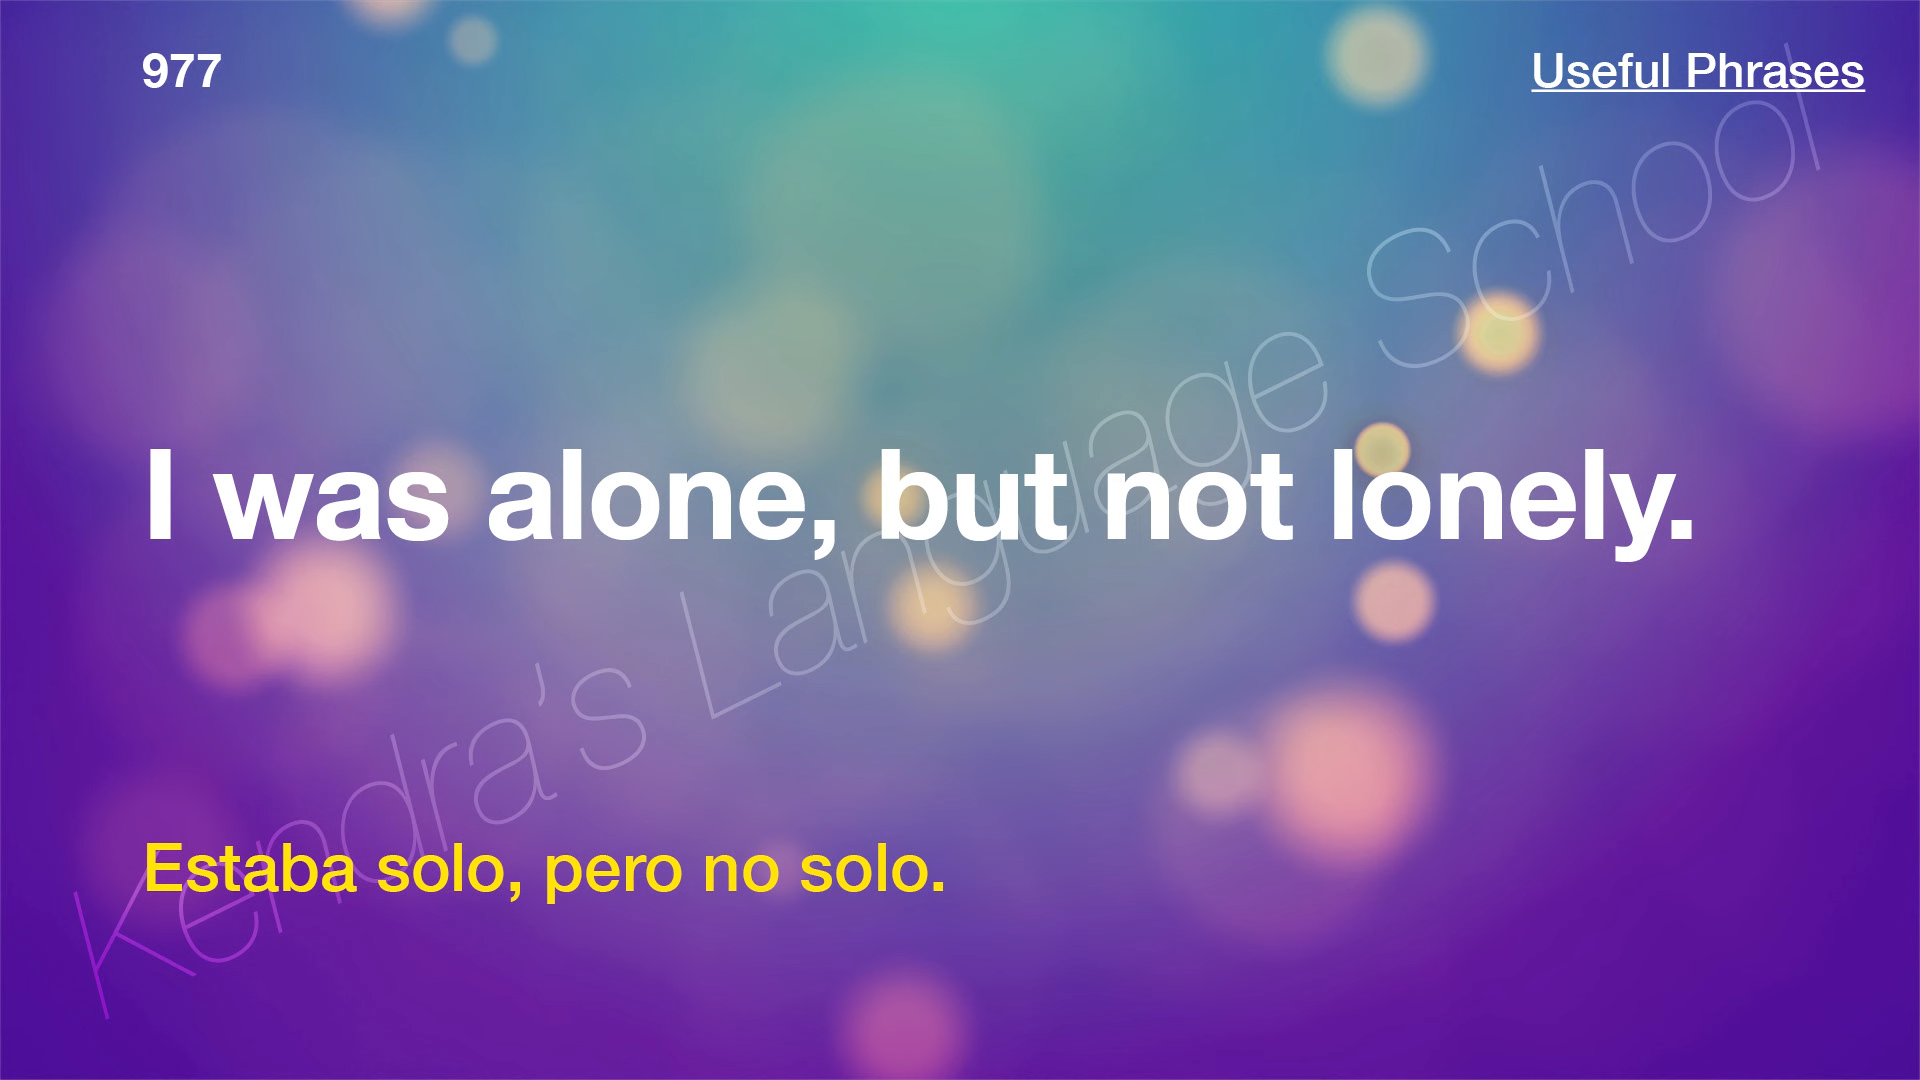 977
Useful Phrases
I was alone, but not lonely.
Estaba solo, pero no solo.
Kendra's Language School